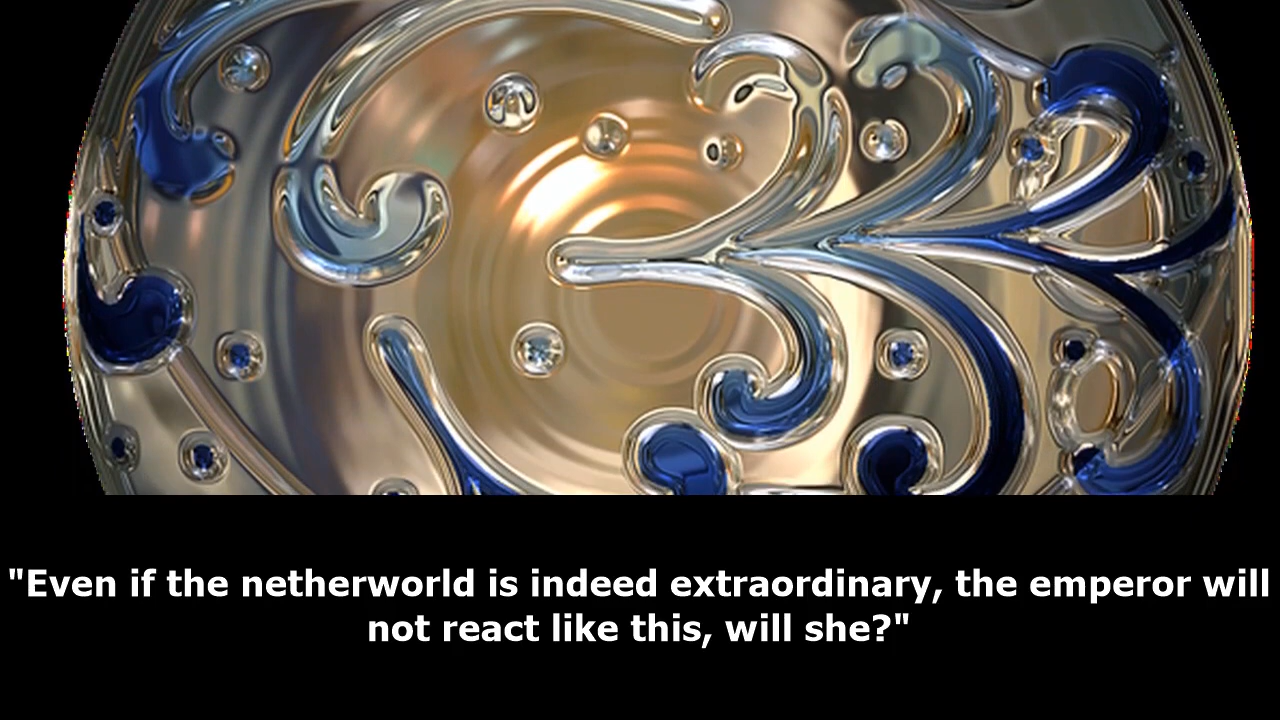 "Even if the netherworld is indeed extraordinary, the emperor will
not react like this, will she?"